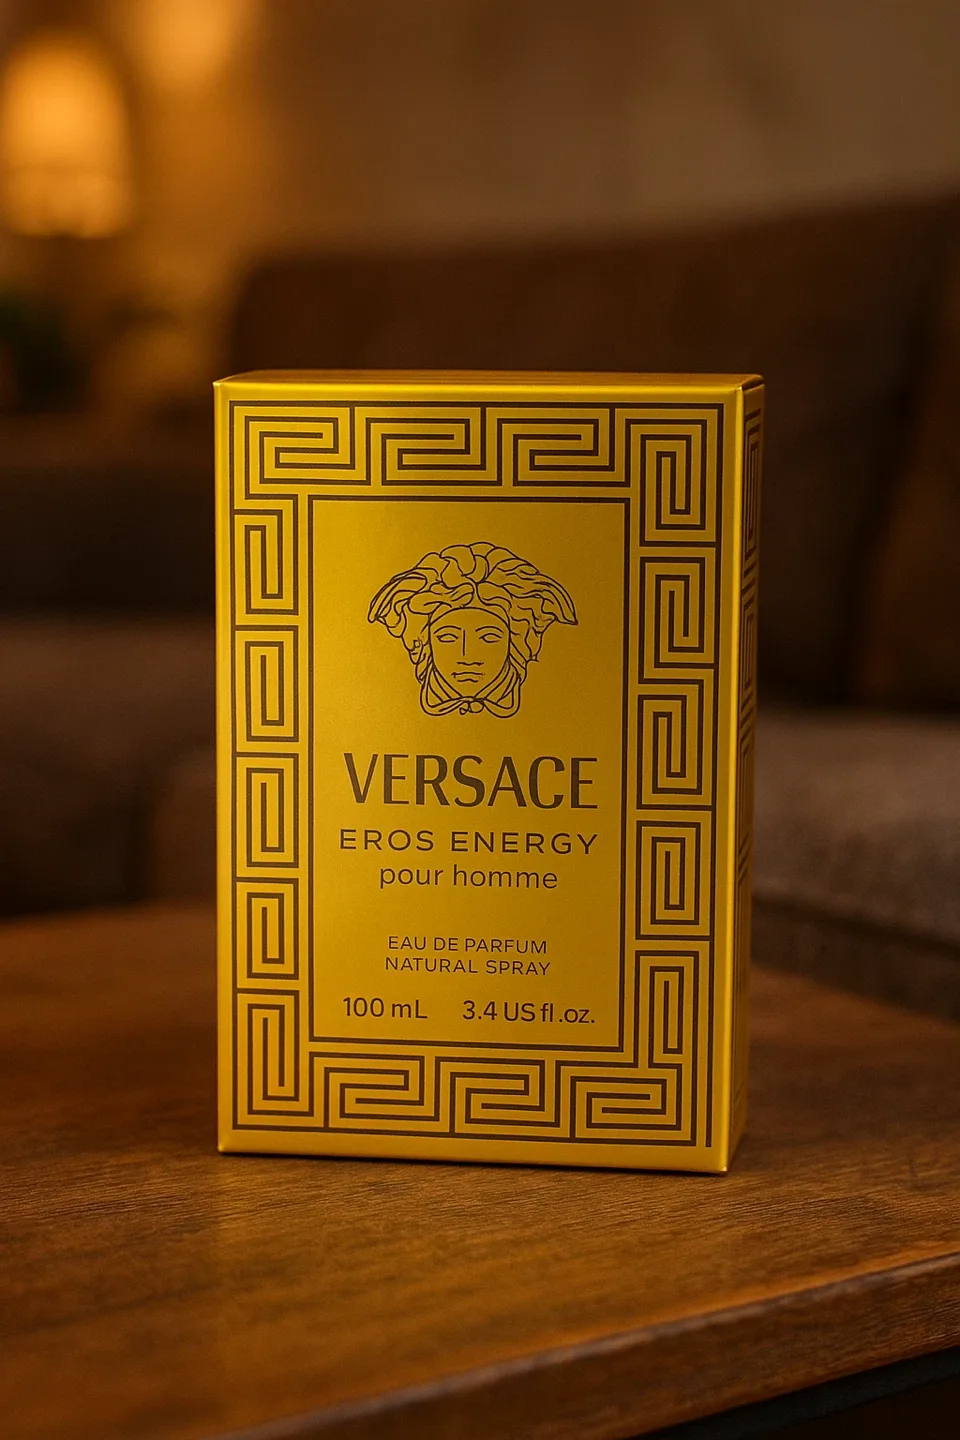 VERSACE
EROS ENERGY
pour homme
EAU DE PARFUM
NATURAL SPRAY
100 mL 3.4 US fl.oz.